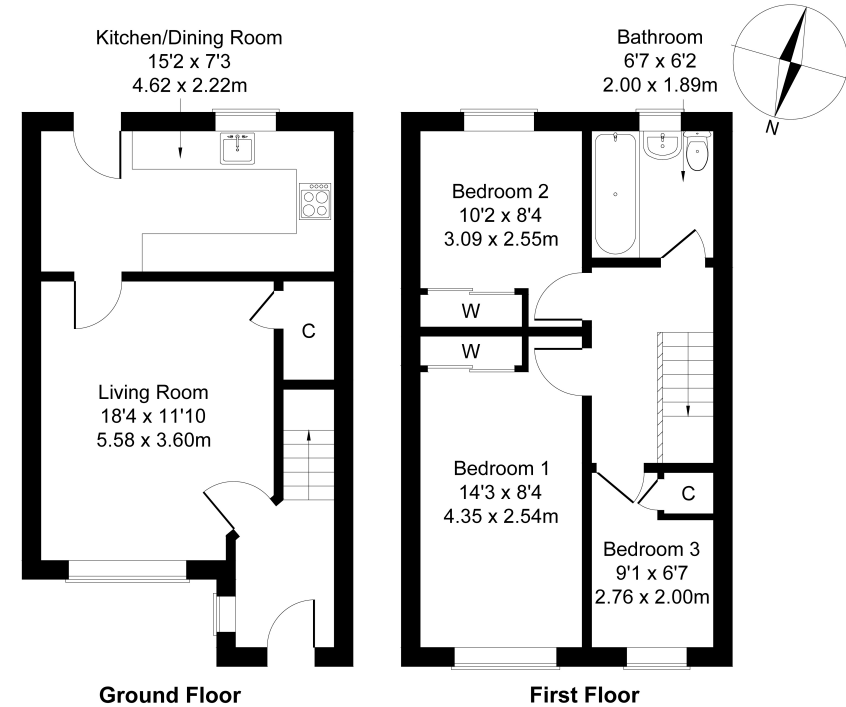 Kitchen/Dining Room
15'2 x 7'3
4.62 x 2.22m
C
Living Room
18'4 x 11'10
5.58 x 3.60m
Ground Floor
Bathroom
6'7 x 6'2
2.00 x 1.89m
N
Bedroom 2
10'2 x 8'4
3.09 x 2.55m
W
W
Bedroom 1
14'3 x 8'4
4.35 x 2.54m
C
Bedroom 3
9'1 x 6'7
2.76 x 2.00m
First Floor